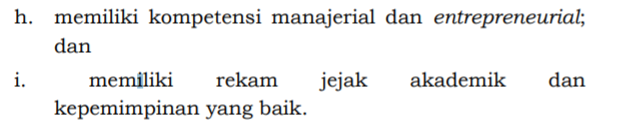 h. memiliki kompetensi manajerial dan entrepreneurial;
dan
i. memiliki rekam jejak akademik dan
kepemimpinan yang baik.